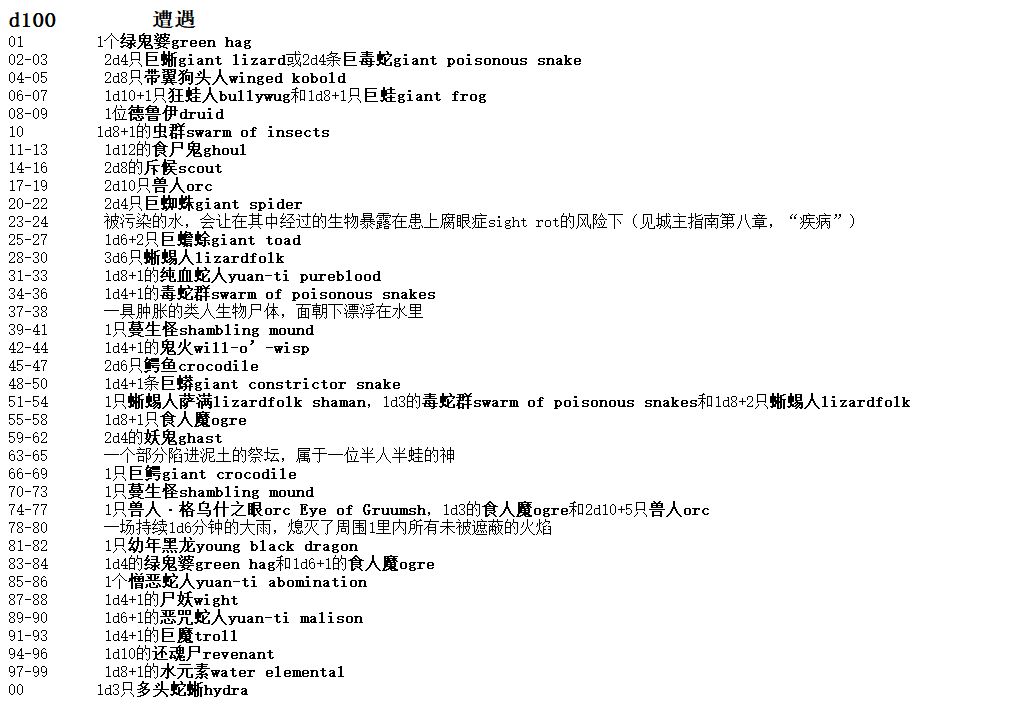 d100 遭遇
01 1个绿鬼婆green hag
02-03 2d4只巨蜥giant lizard或2d4条巨毒蛇giant poisonous snake
04-05 2d8只带翼狗头人winged kobold
06-07 1d10+1只狂蛙人bullywug和1d8+1只巨蛙giant frog
08-09 1位德鲁伊druid
10 1d8+1的虫群swarm of insects
11-13 1d12的食尸鬼ghoul
14-16 2d8的斥候scout
17-19 2d10只兽人orc
20-22 2d4只巨蜘蛛giant spider
23-24 被污染的水，会让在其中经过的生物暴露在患上腐眼症sight rot的风险下（见城主指南第八章，“疾病”）
25-27 1d6+2只巨蟾蜍giant toad
28-30 3d6只蜥蜴人lizardfolk
31-33 1d8+1的纯血蛇人yuan-ti pureblood
34-36 1d4+1的毒蛇群swarm of poisonous snakes
37-38 一具肿胀的类人生物尸体，面朝下漂浮在水里
39-41 1只蔓生怪shambling mound
42-44 1d4+1的鬼火will-o’-wisp
45-47 2d6只鳄鱼crocodile
48-50 1d4+1条巨蟒giant constrictor snake
51-54 1只蜥蜴人萨满lizardfolk shaman，1d3的毒蛇群swarm of poisonous snakes和1d8+2只蜥蜴人lizardfolk
55-58 1d8+1只食人魔ogre
59-62 2d4的妖鬼ghast
63-65 一个部分陷进泥土的祭坛，属于一位半人半蛙的神
66-69 1只巨鳄giant crocodile
70-73 1只蔓生怪shambling mound
74-77 1只兽人·格乌什之眼orc Eye of Gruumsh，1d3的食人魔ogre和2d10+5只兽人orc
78-80 一场持续1d6分钟的大雨，熄灭了周围1里内所有未被遮蔽的火焰
81-82 1只幼年黑龙young black dragon
83-84 1d4的绿鬼婆green hag和1d6+1的食人魔ogre
85-86 1个憎恶蛇人yuan-ti abomination
87-88 1d4+1的尸妖wight
89-90 1d6+1的恶咒蛇人yuan-ti malison
91-93 1d4+1的巨魔troll
94-96 1d10的还魂尸revenant
97-99 1d8+1的水元素water elemental
00 1d3只多头蛇蜥hydra